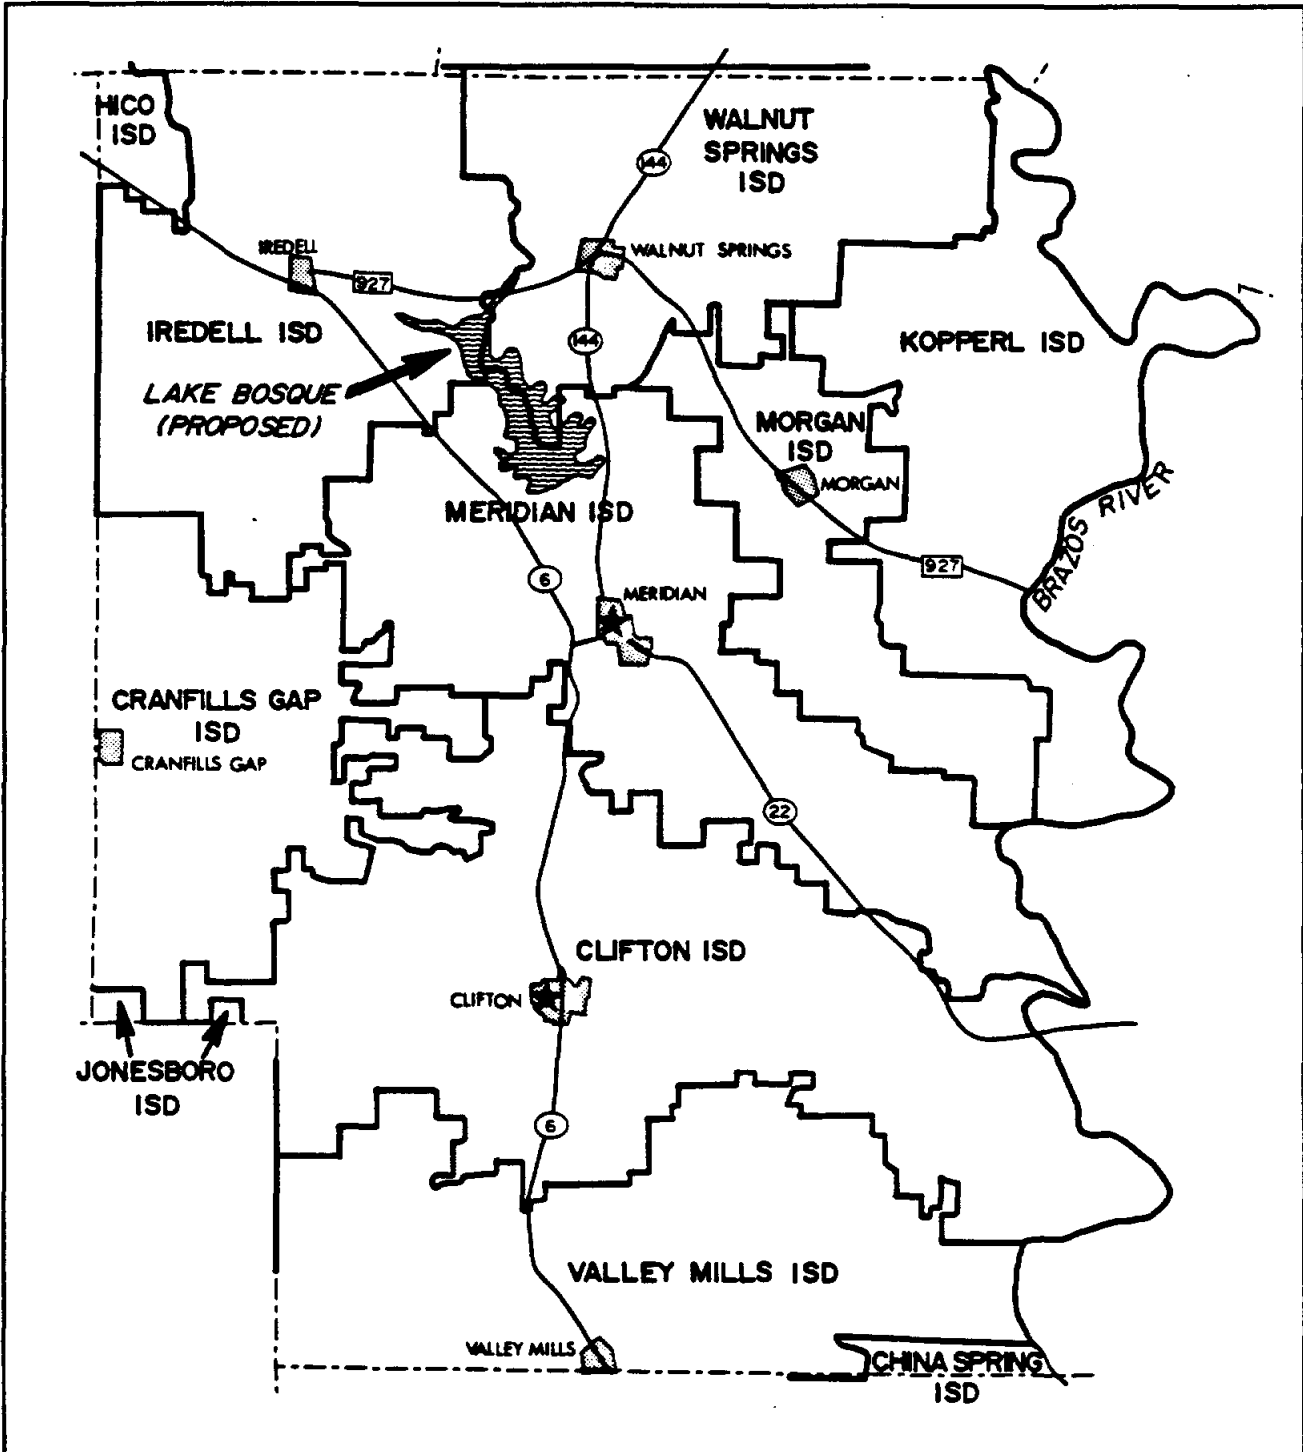 HICO
ISD
WALNUT
SPRINGS
ISD
144
IREDELL
WALNUT SPRINGS
927
IREDELL ISD
144
KOPPERL ISD
LAKE BOSQUE
(PROPOSED)
MORGAN
ISD
MORGAN
MERIDIAN ISD
BRAZOS RIVER
927
6
MERIDIAN
CRANFILLS GAP
ISD
CRANFILLS GAP
22
CLIFTON ISD
CLIFTON
JONESBORO
ISD
6
VALLEY MILLS ISD
VALLEY MILLS
CHINA SPRING
ISD